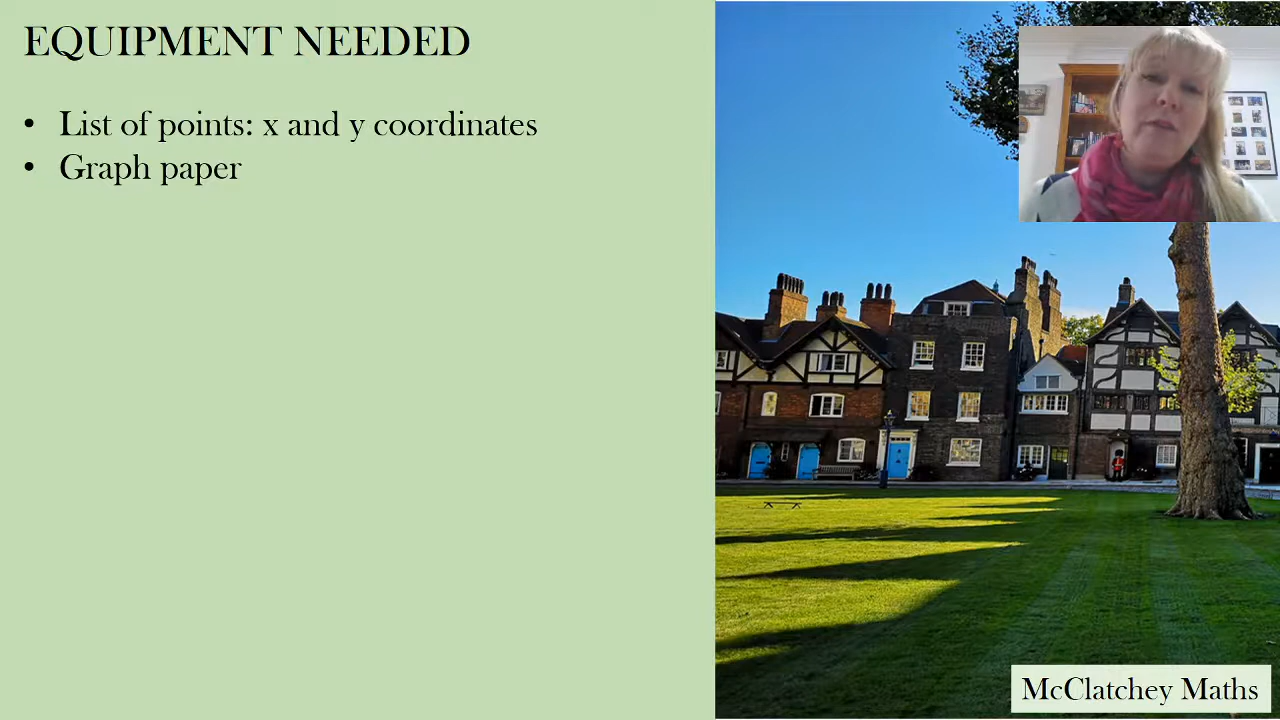 EQUIPMENT NEEDED
• List of points: x and y coordinates
• Graph paper
McClatchey Maths